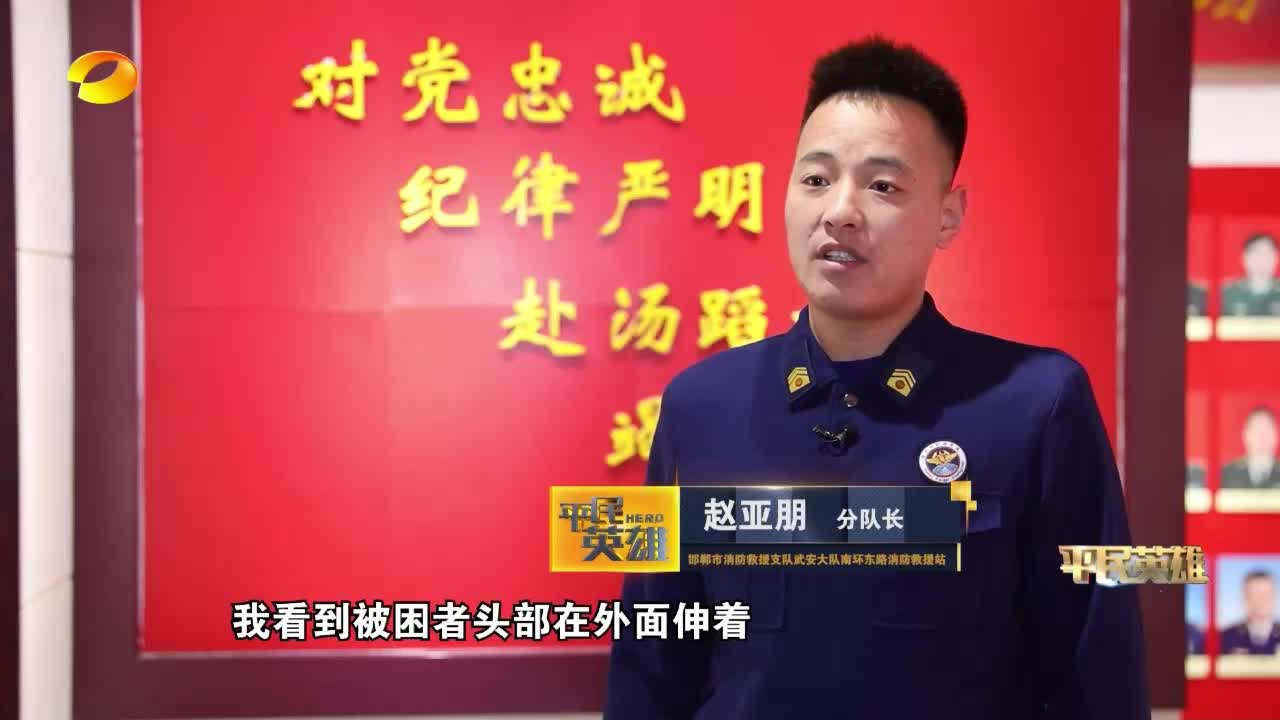 对党忠诚
纪律严明
赴汤蹈
竭
平民英雄
HERO
赵亚朋 分队长
邯郸市消防救援支队武安大队南环东路消防救援站
平民英雄
我看到被困者头部在外面伸着